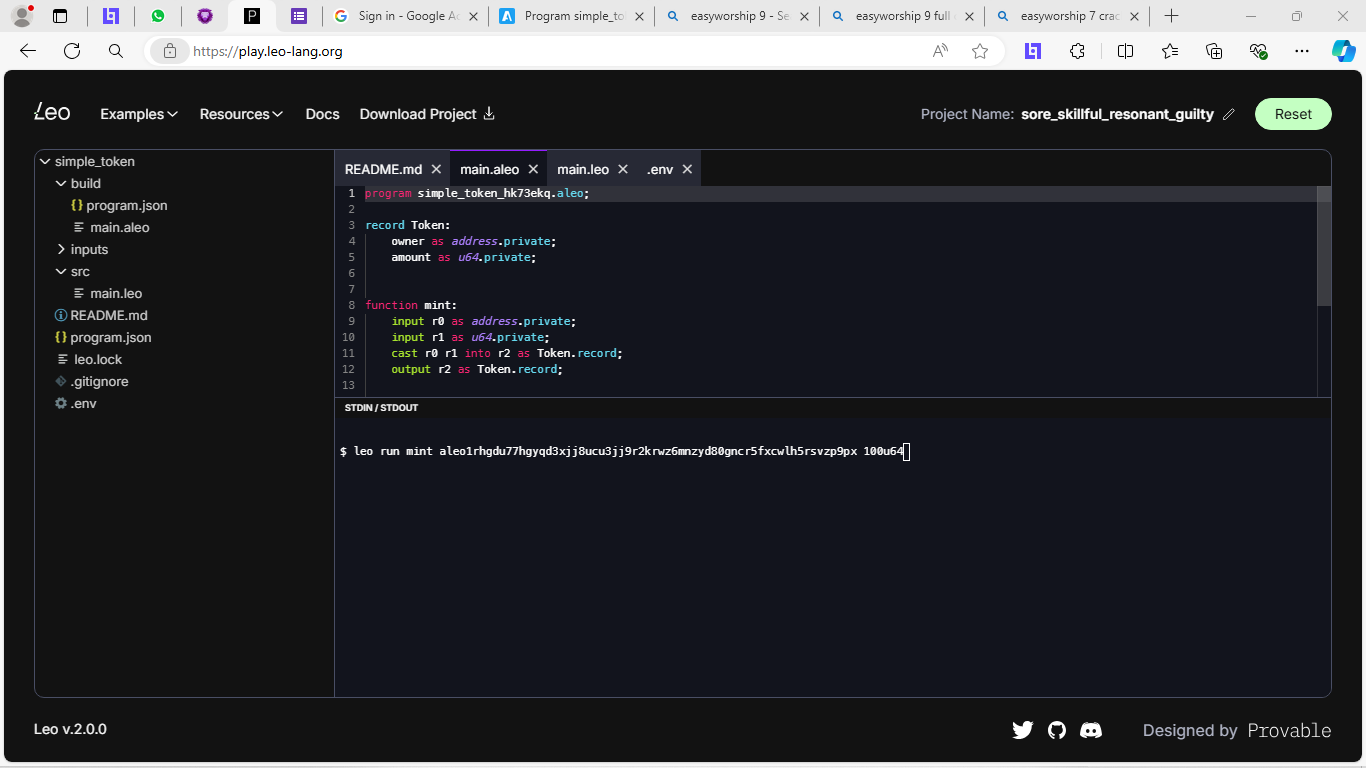 Sign in - Google Ac
Program simple_to
easyworship 9 - Se
easyworship 9 full
easyworship 7 crac
https://play.leo-lang.org
Leo
Examples
Resources
Docs
Download Project
Project Name: sore_skillful_resonant_guilty
Reset
simple_token
build
{} program.json
main.aleo
inputs
src
main.leo
README.md
{} program.json
leo.lock
.gitignore
.env
README.md
main.aleo
main.leo
.env
1 program simple_token_hk73ekq.aleo;
2
3 record Token:
4 owner as address.private;
5 amount as u64.private;
6
7
8 function mint:
9 input r0 as address.private;
10 input r1 as u64.private;
11 cast r0 r1 into r2 as Token.record;
12 output r2 as Token.record;
13
STDIN / STDOUT
$ leo run mint aleo1rhgdu77hgyqd3xjj8ucu3jj9r2krwz6mnzyd80gncr5fxcwlh5rsvzp9px 100u64
Leo v.2.0.0
Designed by Provable